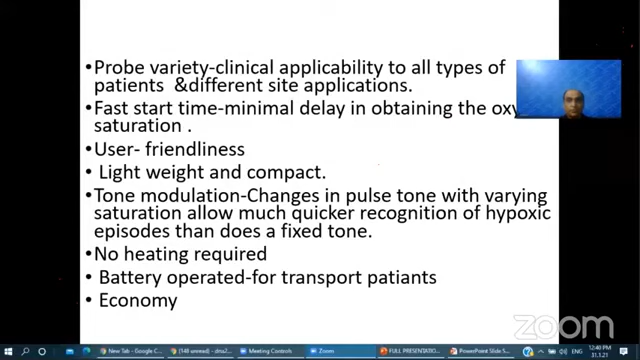 •Probe variety-clinical applicability to all types of
patients &different site applications.
•Fast start time-minimal delay in obtaining the oxy
saturation .
•User- friendliness
• Light weight and compact.
•Tone modulation-Changes in pulse tone with varying
saturation allow much quicker recognition of hypoxic
episodes than does a fixed tone.
•No heating required
• Battery operated-for transport patiants
• Economy
zoom
New Tab - Google C
(148 unread) - dna2
Meeting Controls
Zoom
FULL PRESENTATION
PowerPoint Slide S
ENG
12:40 PM
31.1.21